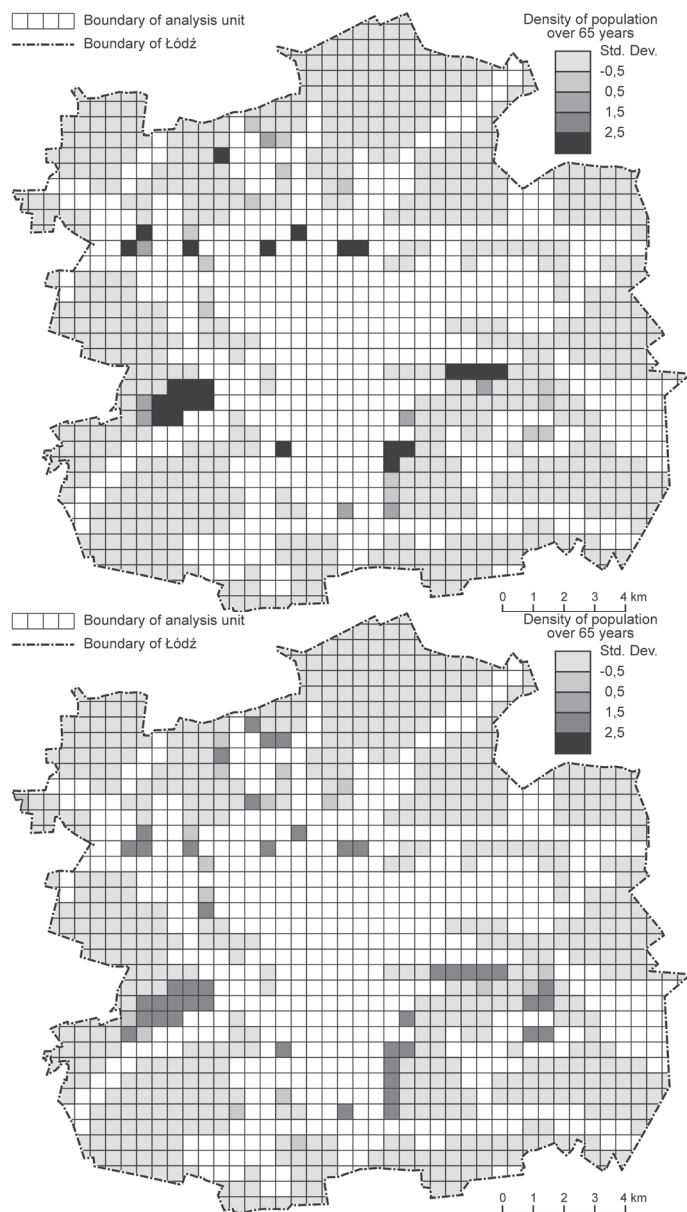 Boundary of analysis unit
Boundary of Łódź
Density of population
over 65 years
Std. Dev.
-0,5
0,5
1,5
2,5
0 1 2 3 4 km
Boundary of analysis unit
Boundary of Łódź
Density of population
over 65 years
Std. Dev.
-0,5
0,5
1,5
2,5
0 1 2 3 4 km